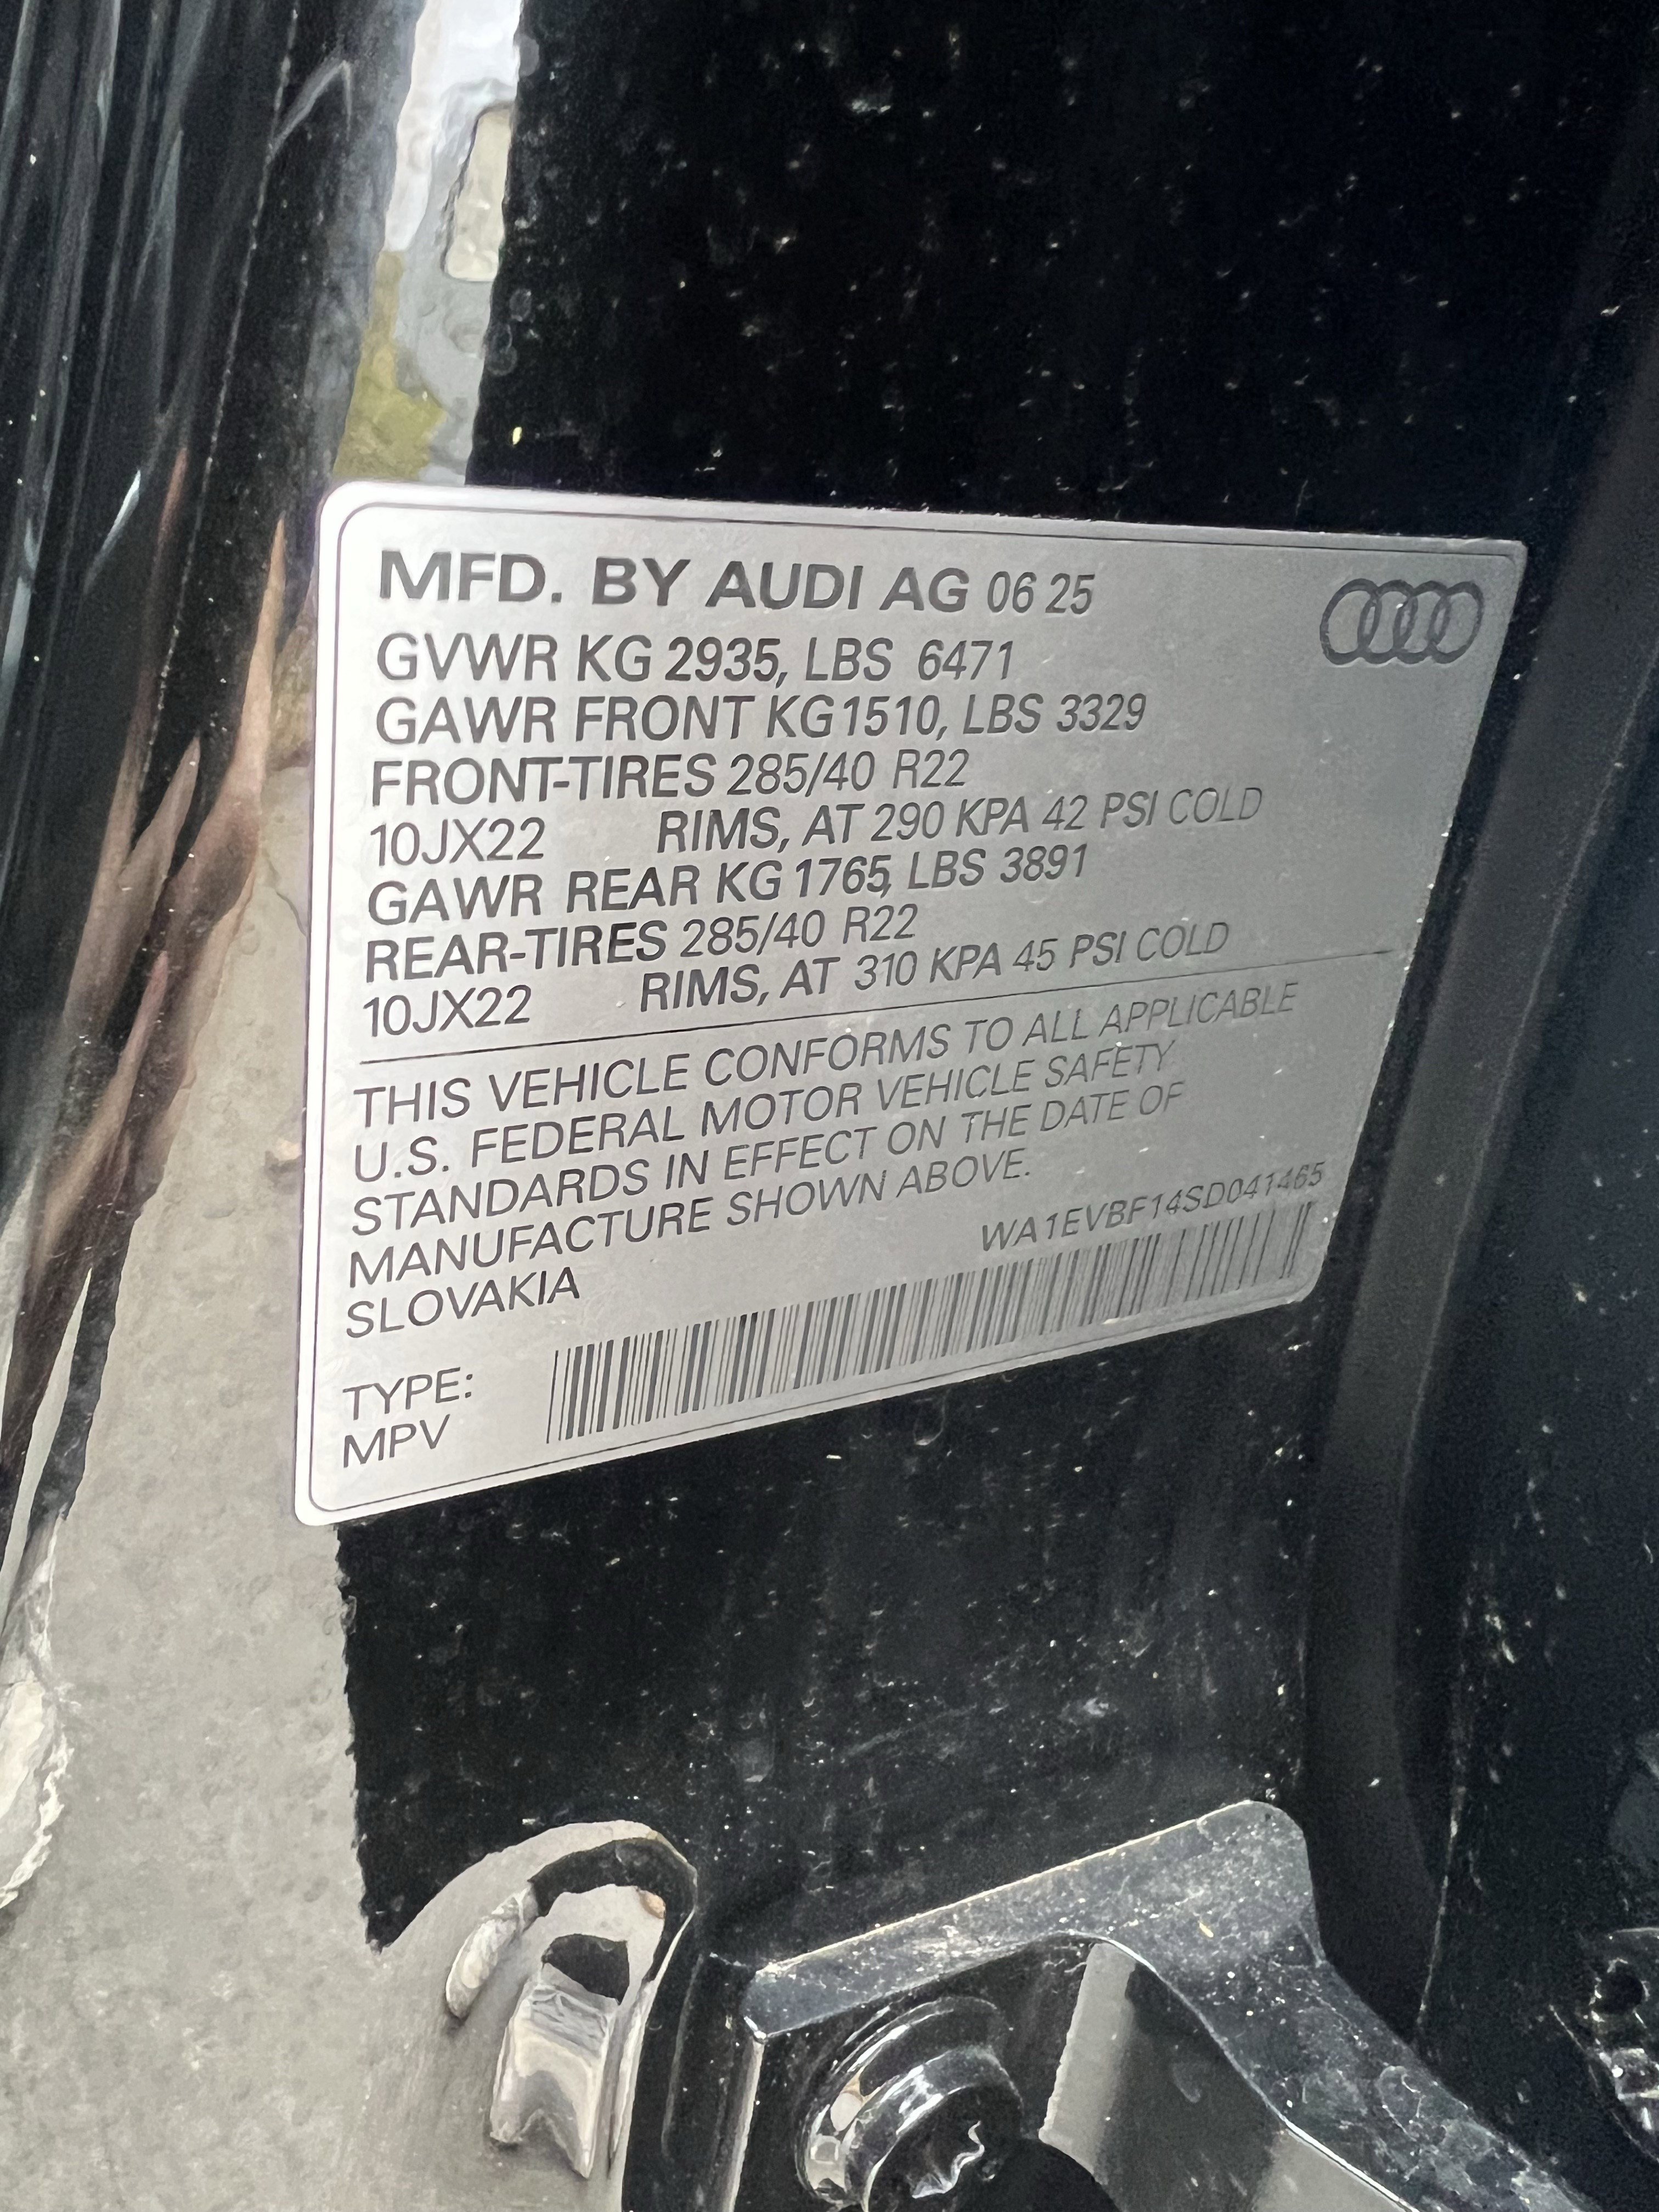 MFD. BY AUDI AG 06 25
GVWR KG 2935, LBS 6471
GAWR FRONT KG 1510, LBS 3329
FRONT-TIRES 285/40 R22
10JX22 RIMS, AT 290 KPA 42 PSI COLD
GAWR REAR KG 1765, LBS 3891
REAR-TIRES 285/40 R22
10JX22 RIMS, AT 310 KPA 45 PSI COLD
THIS VEHICLE CONFORMS TO ALL APPLICABLE
U.S. FEDERAL MOTOR VEHICLE SAFETY
STANDARDS IN EFFECT ON THE DATE OF
MANUFACTURE SHOWN ABOVE.
SLOVAKIA
WA1EVBF14SD041465
TYPE:
MPV